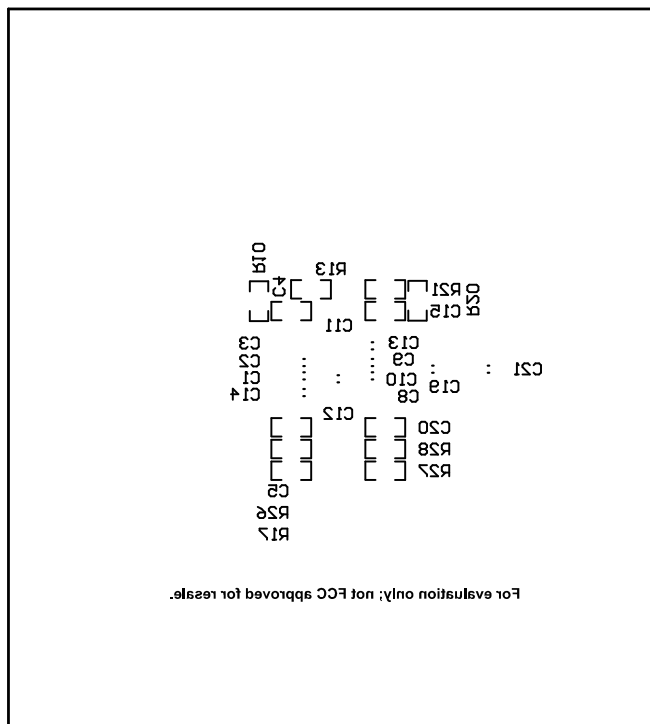 R10
R13
C4
R21
C15
R20
C11
C3
C13
C2
C9
C1
C10
C14
C8
C19
C21
C12
C20
R28
R27
C5
R26
R17
For evaluation only; not FCC approved for resale.